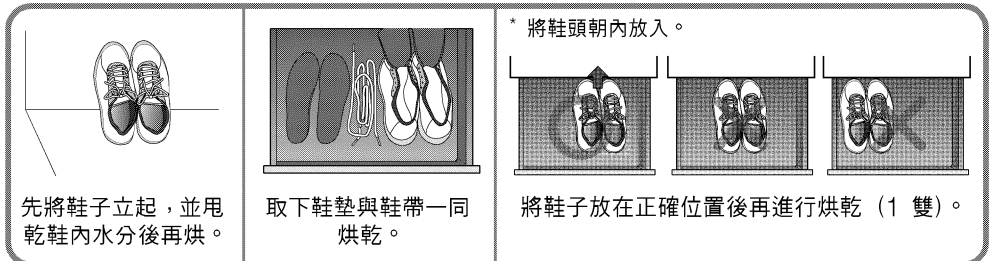 先將鞋子立起，並甩
乾鞋內水分後再烘。
取下鞋墊與鞋帶一同
烘乾。
* 將鞋頭朝內放入。
將鞋子放在正確位置後再進行烘乾（1 雙）。